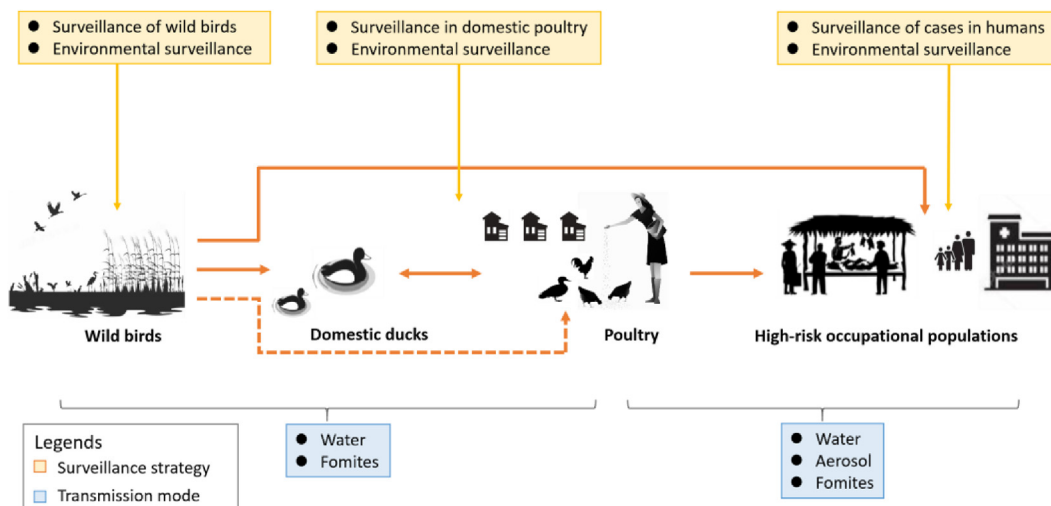 Surveillance of wild birds
Environmental surveillance
Surveillance in domestic poultry
Environmental surveillance
Surveillance of cases in humans
Environmental surveillance
Wild birds
Domestic ducks
Poultry
High-risk occupational populations
Legends
Surveillance strategy
Transmission mode
Water
Fomites
Water
Aerosol
Fomites